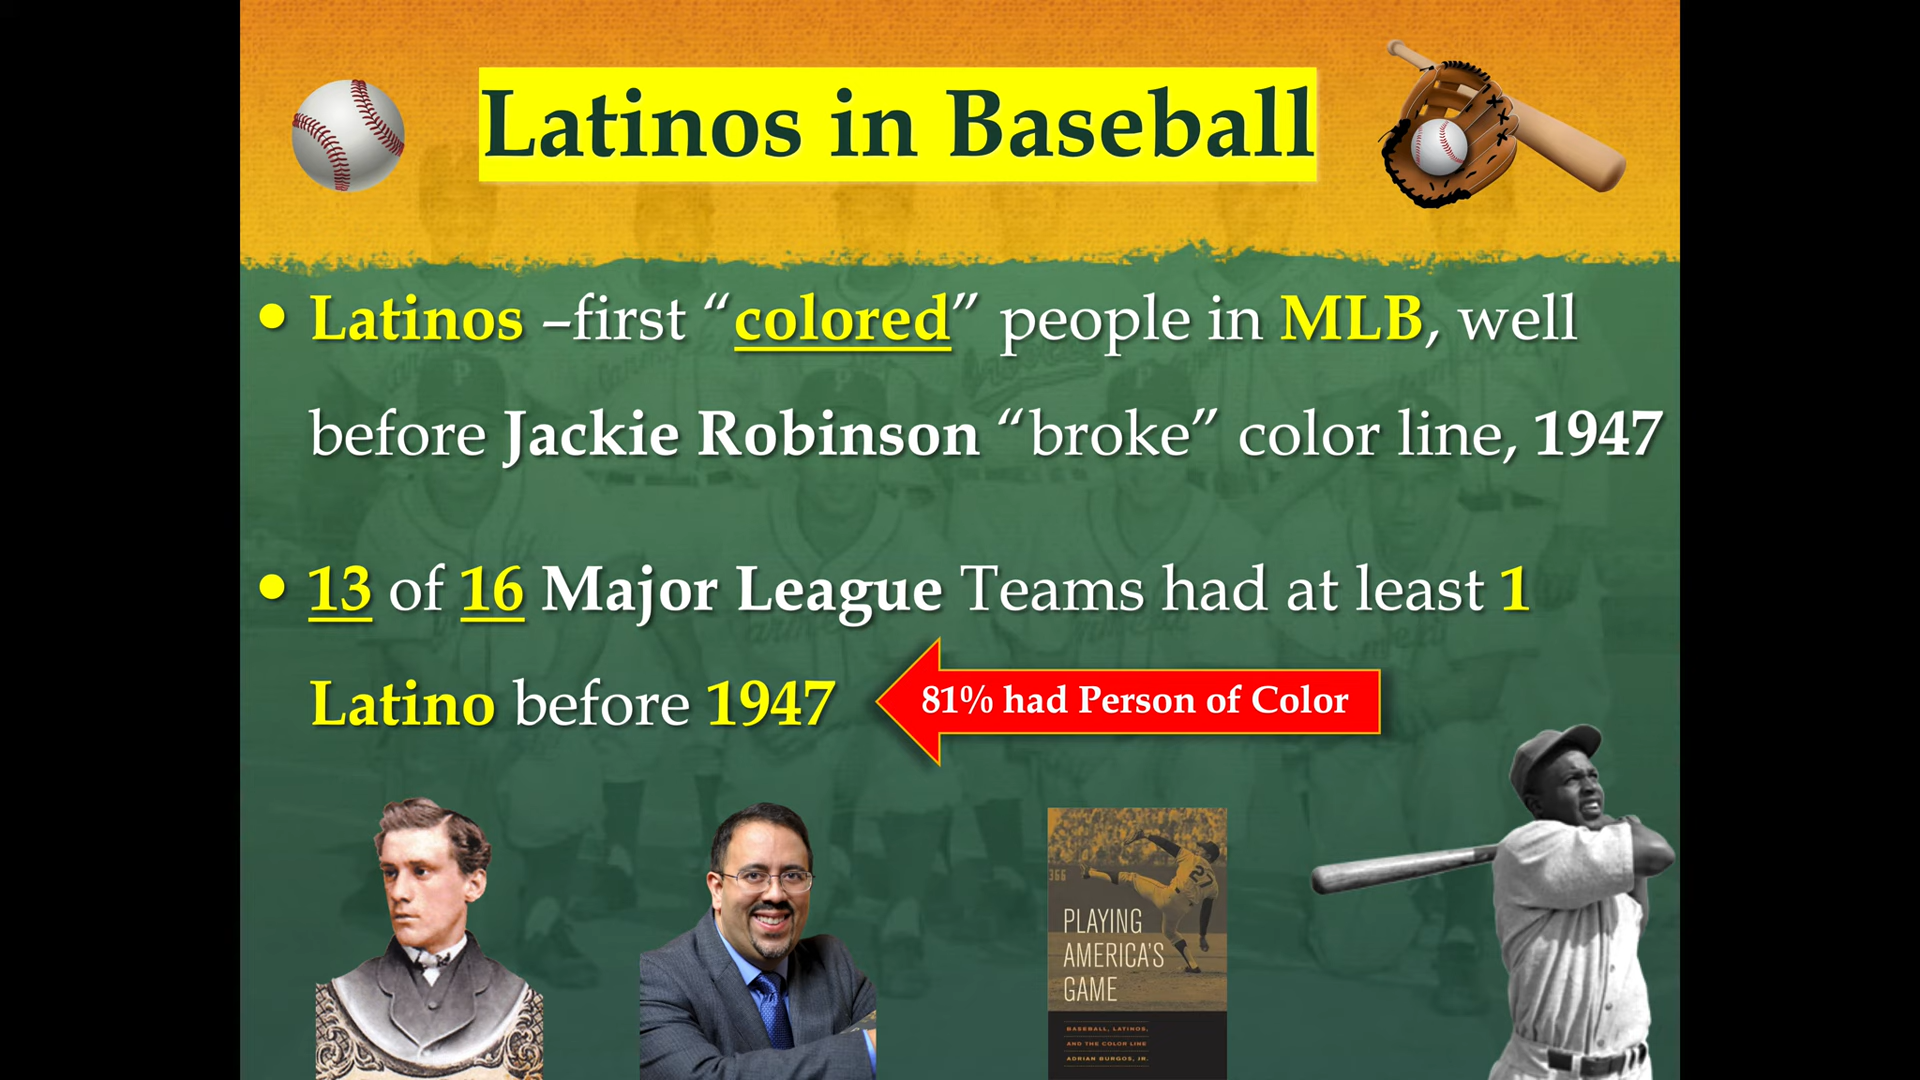 Latinos in Baseball
• Latinos –first “colored” people in MLB, well
before Jackie Robinson “broke” color line, 1947
• 13 of 16 Major League Teams had at least 1
Latino before 1947
81% had Person of Color
366
27
PLAYING
AMERICA'S
GAME
BASEBALL, LATINOS,
AND THE COLOR LINE
ADRIAN BURGOS, JR.